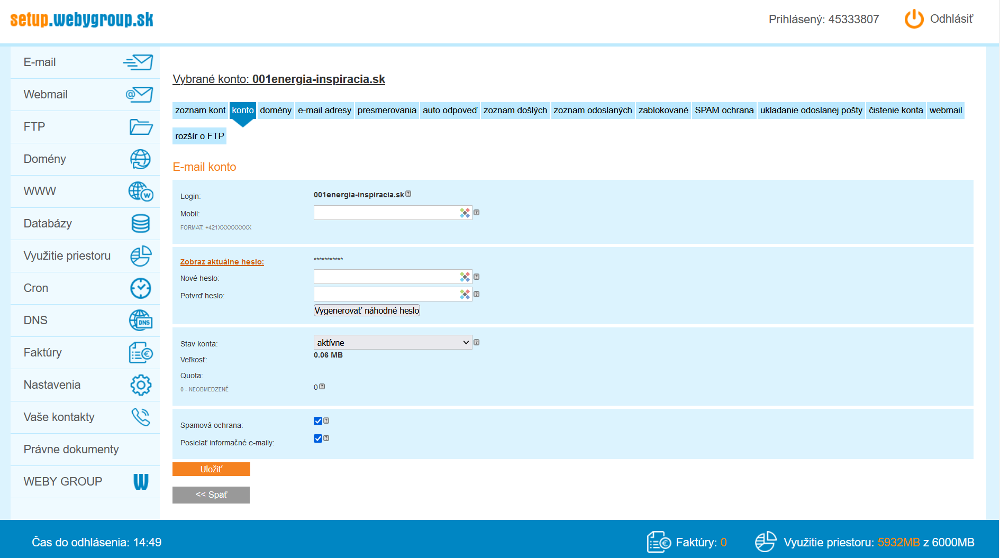 setup.webygroup.sk
Prihlásený: 45333807
Odhlásiť
E-mail
Webmail
FTP
Domény
WWW
Databázy
Využitie priestoru
Cron
DNS
Faktúry
Nastavenia
Vaše kontakty
Právne dokumenty
WEBY GROUP
Vybrané konto: 001energia-inspiracia.sk
zoznam kont konto domény e-mail adresy presmerovania auto odpoveď zoznam došlých zoznam odoslaných zablokované SPAM ochrana ukladanie odoslanej pošty čistenie konta webmail
rozšír o FTP
E-mail konto
Login: 001energia-inspiracia.sk
Mobil:
FORMAT: +421XXXXXXXXX
Zobraz aktuálne heslo: ***********
Nové heslo:
Potvrď heslo:
Vygenerovať náhodné heslo
Stav konta: aktívne
Veľkosť: 0.06 MB
Quota:
0 - NEOBMEDZENÉ 0
Spamová ochrana:
Posielať informačné e-maily:
Uložiť
<< Späť
Čas do odhlásenia: 14:49
Faktúry: 0
Využitie priestoru: 5932MB z 6000MB